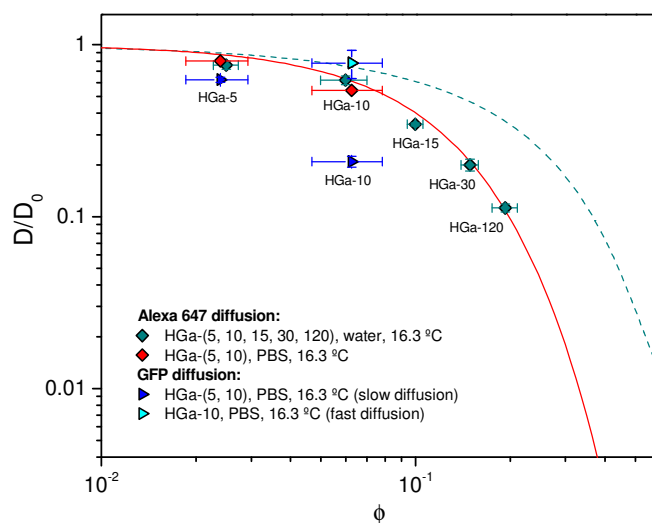 1
0.1
0.01
D/D₀
HGa-5
HGa-10
HGa-15
HGa-10
HGa-30
HGa-120
Alexa 647 diffusion:
HGa-(5, 10, 15, 30, 120), water, 16.3 ºC
HGa-(5, 10), PBS, 16.3 ºC
GFP diffusion:
HGa-(5, 10), PBS, 16.3 ºC (slow diffusion)
HGa-10, PBS, 16.3 ºC (fast diffusion)
10⁻² 10⁻¹
ϕ